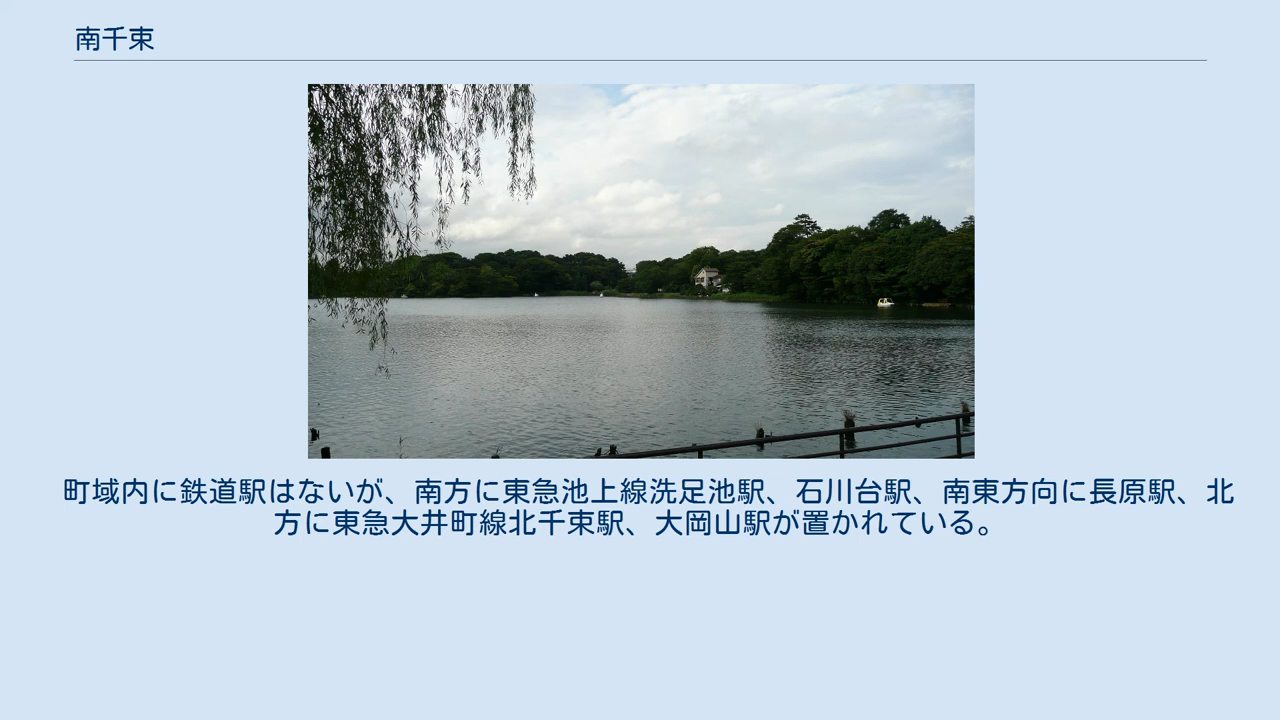 南千束
町域内に鉄道駅はないが、南方に東急池上線洗足池駅、石川台駅、南東方向に長原駅、北
方に東急大井町線北千束駅、大岡山駅が置かれている。